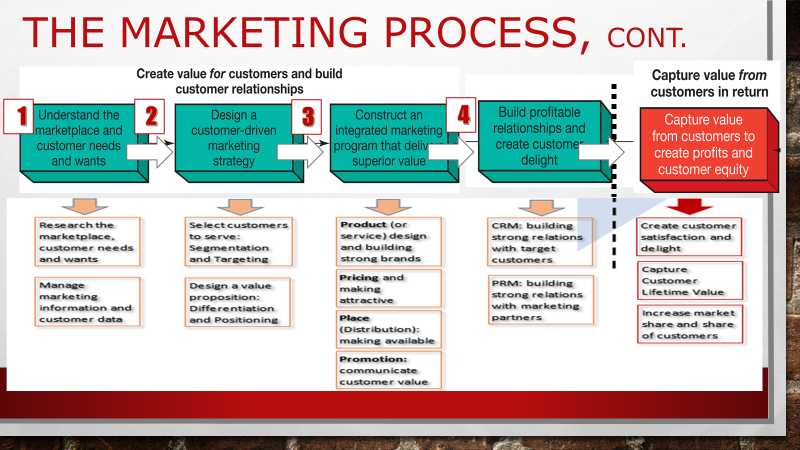 THE MARKETING PROCESS, CONT.
Create value for customers and build
customer relationships
Capture value from
customers in return
1
Understand the
marketplace and
customer needs
and wants
2
Design a
customer-driven
marketing
strategy
3
Construct an
integrated marketing
program that delivers
superior value
4
Build profitable
relationships and
create customer
delight
Capture value
from customers to
create profits and
customer equity
Research the
marketplace,
customer needs
and wants
Manage
marketing
information and
customer data
Select customers
to serve:
Segmentation
and Targeting
Design a value
proposition:
Differentiation
and Positioning
Product (or
service) design
and building
strong brands
Pricing and
making
attractive
Place
(Distribution):
making available
Promotion:
communicate
customer value
CRM: building
strong relations
with target
customers
PRM: building
strong relations
with marketing
partners
Create customer
satisfaction and
delight
Capture
Customer
Lifetime Value
Increase market
share and share
of customers